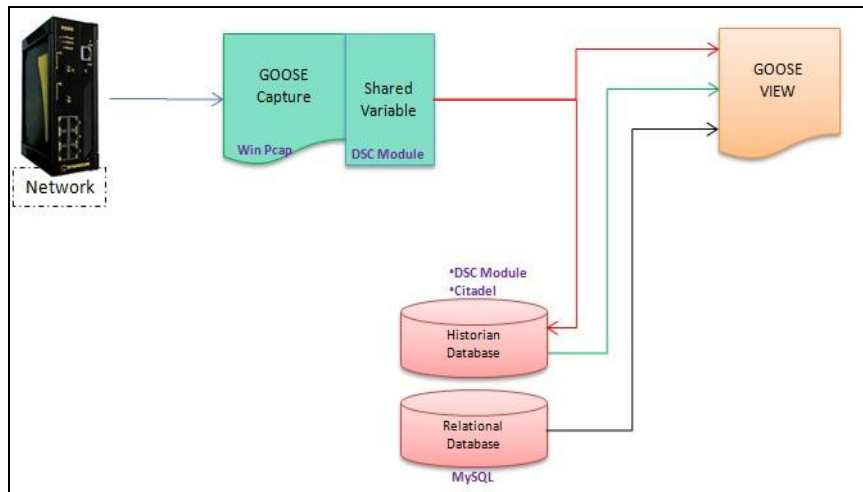 GOOSE
Capture
Shared
Variable
Win Pcap
DSC Module
GOOSE
VIEW
Network
•DSC Module
•Citadel
Historian
Database
Relational
Database
MySQL